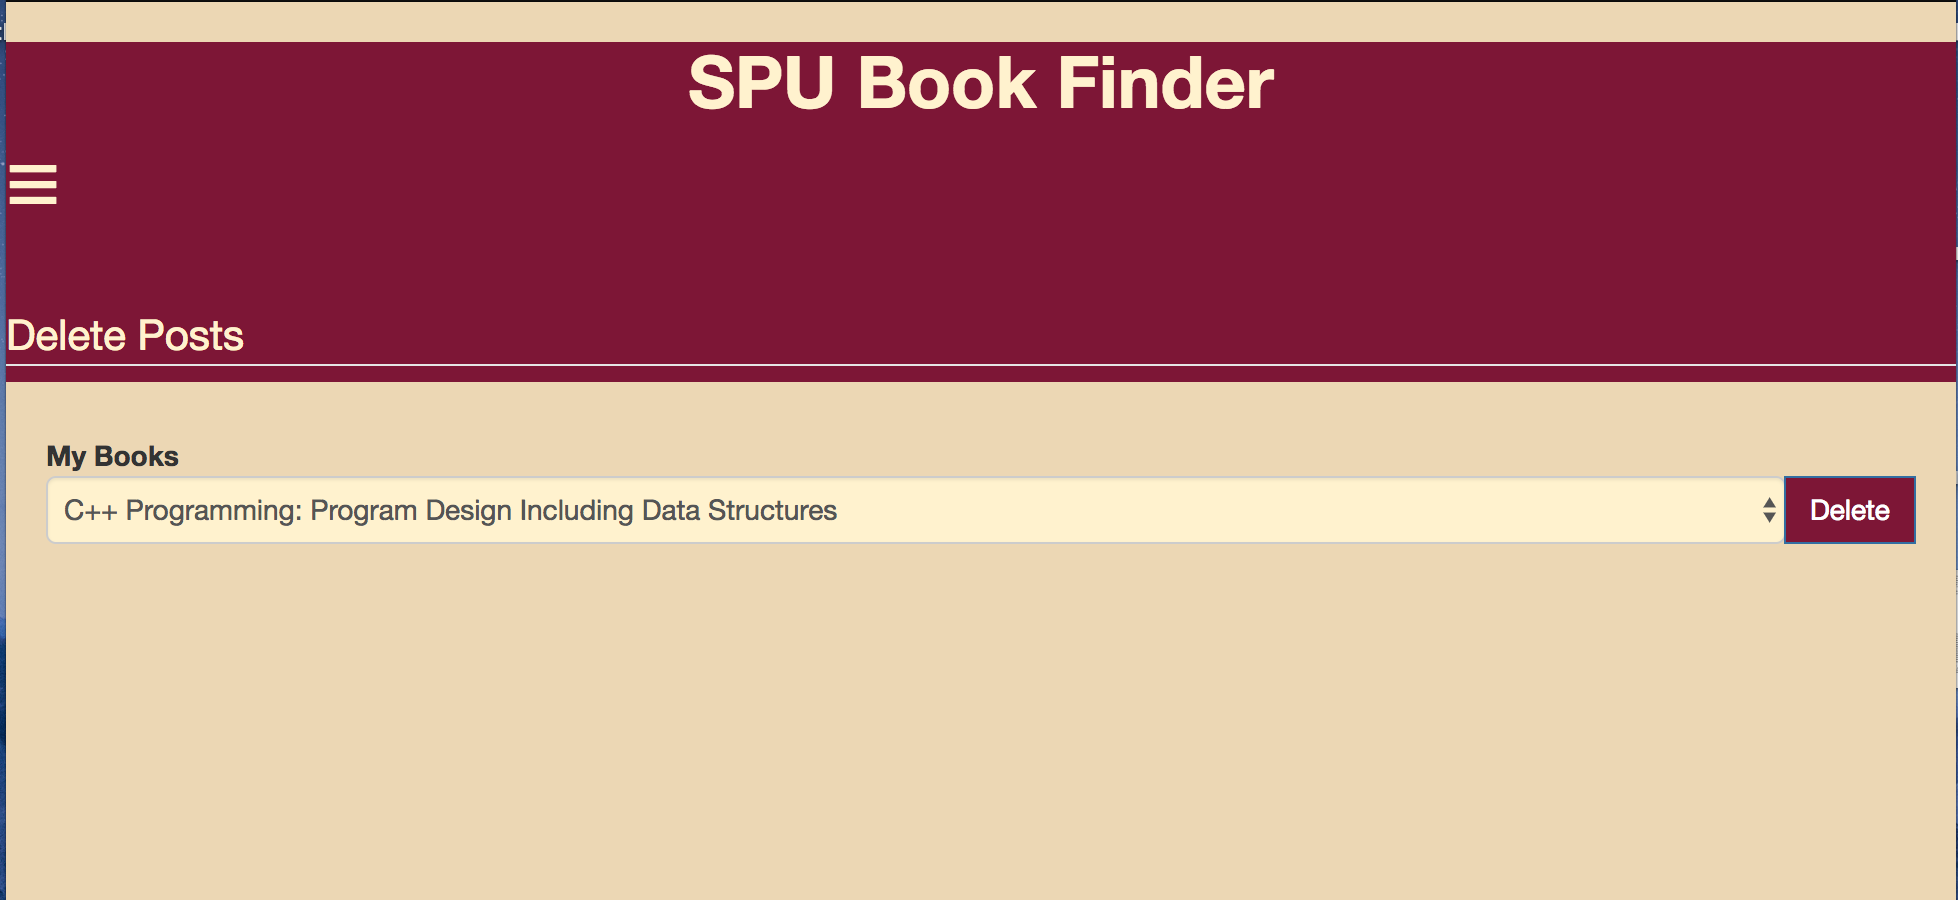 SPU Book Finder
Delete Posts
My Books
C++ Programming: Program Design Including Data Structures
Delete